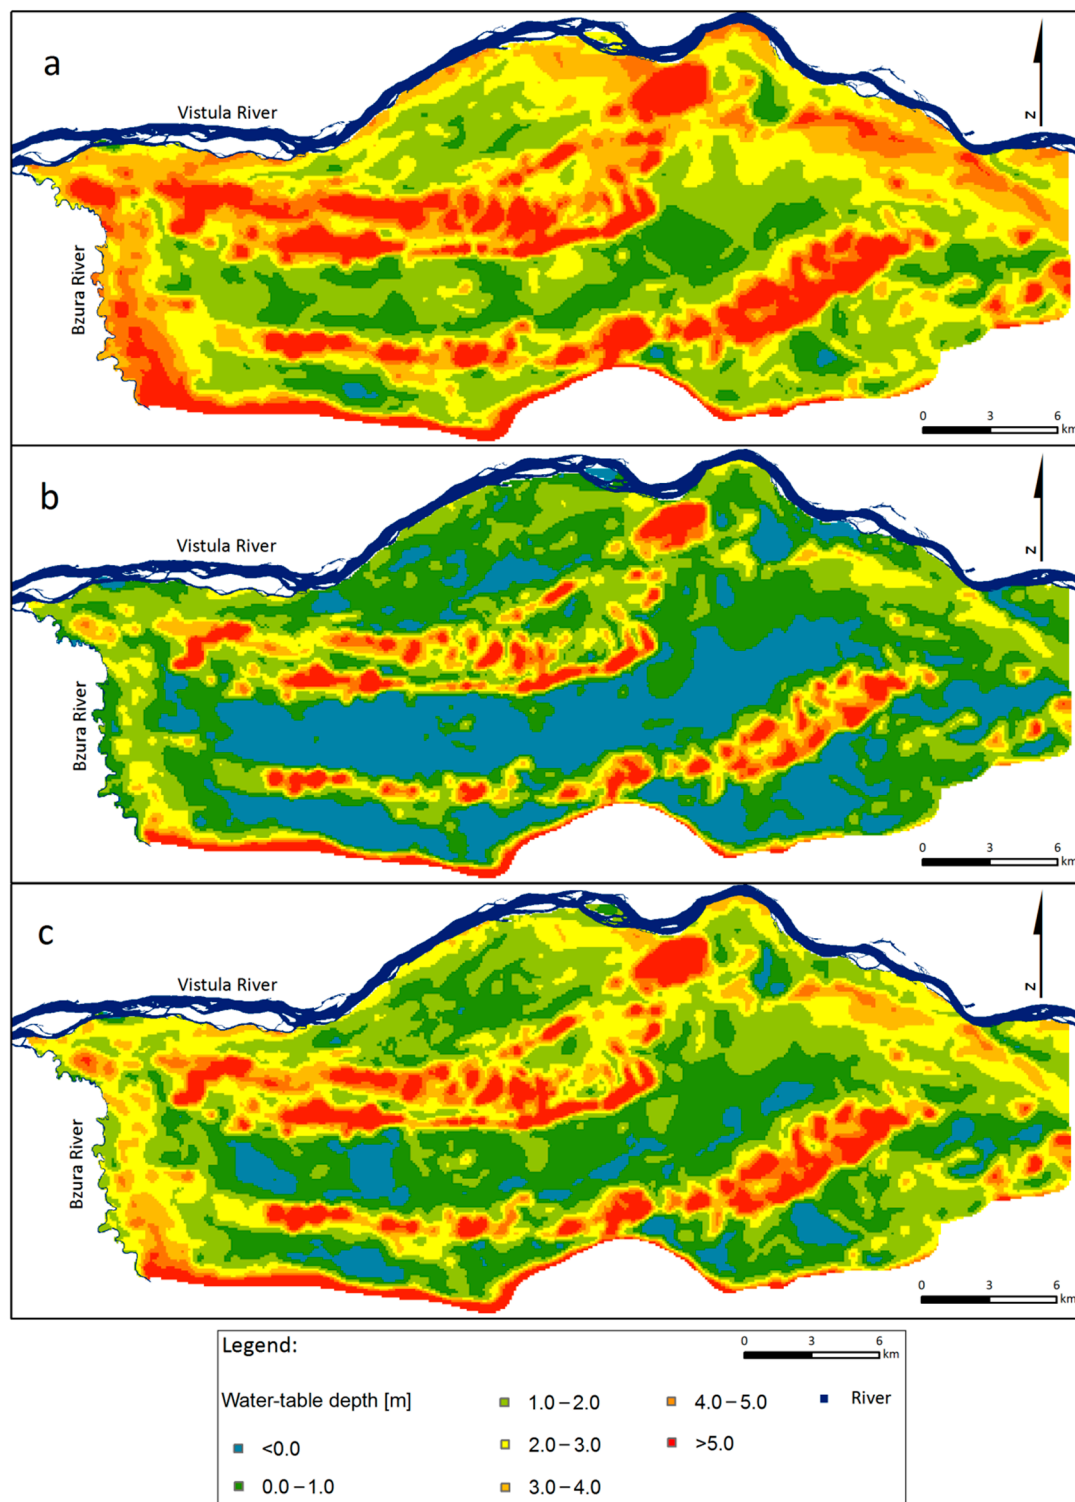 a
Vistula River
Bzura River
N
0 3 6
km
b
Vistula River
Bzura River
N
0 3 6
km
c
Vistula River
Bzura River
N
0 3 6
km
Legend:
0 3 6
km
Water-table depth [m]
<0.0
0.0–1.0
1.0–2.0
2.0–3.0
3.0–4.0
4.0–5.0
>5.0
River